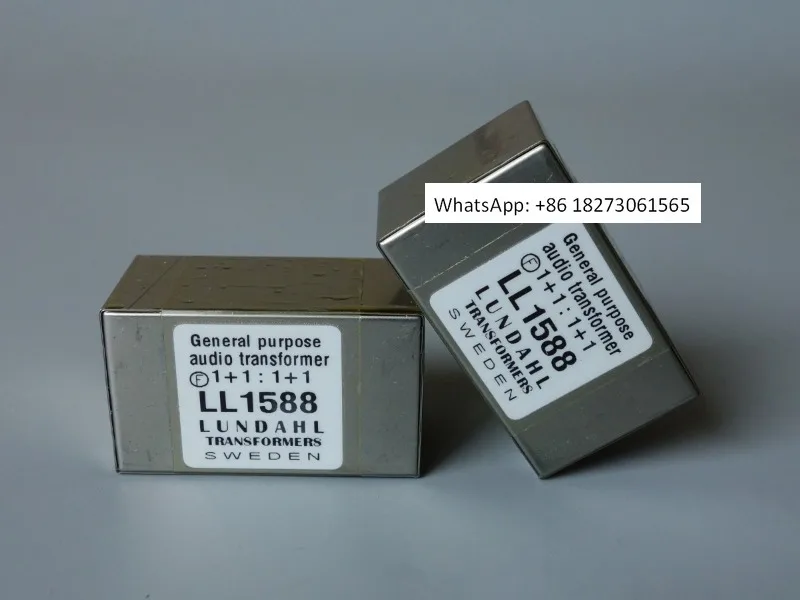 WhatsApp: +86 18273061565
General purpose
audio transformer
Ⓕ 1+1 : 1+1
LL1588
LUNDAHL
TRANSFORMERS
SWEDEN
General purpose
audio transformer
Ⓕ 1+1 : 1+1
LL1588
LUNDAHL
TRANSFORMERS
SWEDEN